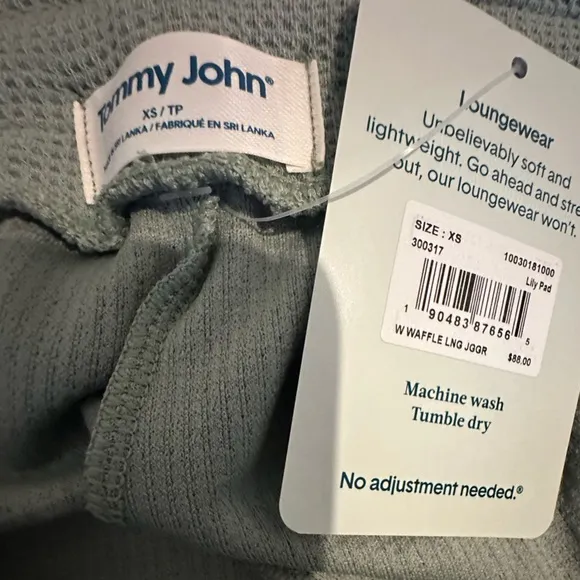 Tommy John®
XS / TP
LANKA / FABRIQUÉ EN SRI LANKA
Loungewear
Unbelievably soft and
lightweight. Go ahead and
out, our loungewear won't.
SIZE : XS
300317
10030181000
Lily Pad
1 90483 87656 5
W WAFFLE LNG JGGR
$88.00
Machine wash
Tumble dry
No adjustment needed.®